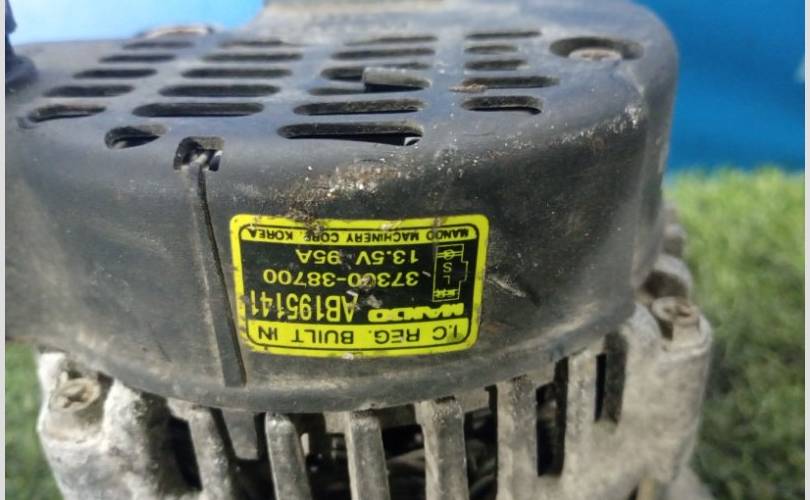 I.C REG. BUILT IN
MANDO AB195141
37300-38700
L S
13.5V 95A
MANDO MACHINERY CORP. KOREA